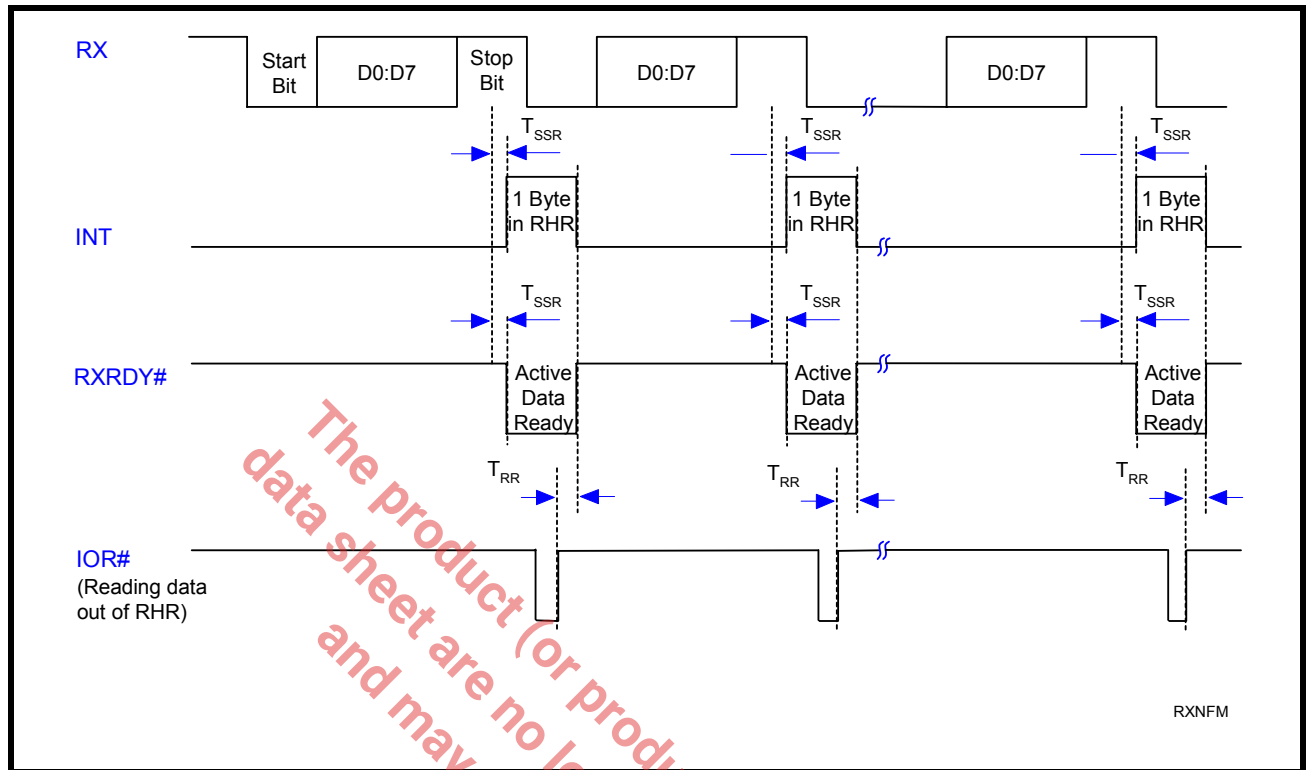 RX
Start
Bit
D0:D7
Stop
Bit
D0:D7
D0:D7
TSSR
TSSR
TSSR
INT
1 Byte
in RHR
1 Byte
in RHR
1 Byte
in RHR
TSSR
TSSR
TSSR
RXRDY#
Active
Data
Ready
Active
Data
Ready
Active
Data
Ready
TRR
TRR
TRR
IOR#
(Reading data
out of RHR)
The product (or produ
data sheet are no lo
and may
RXNFM